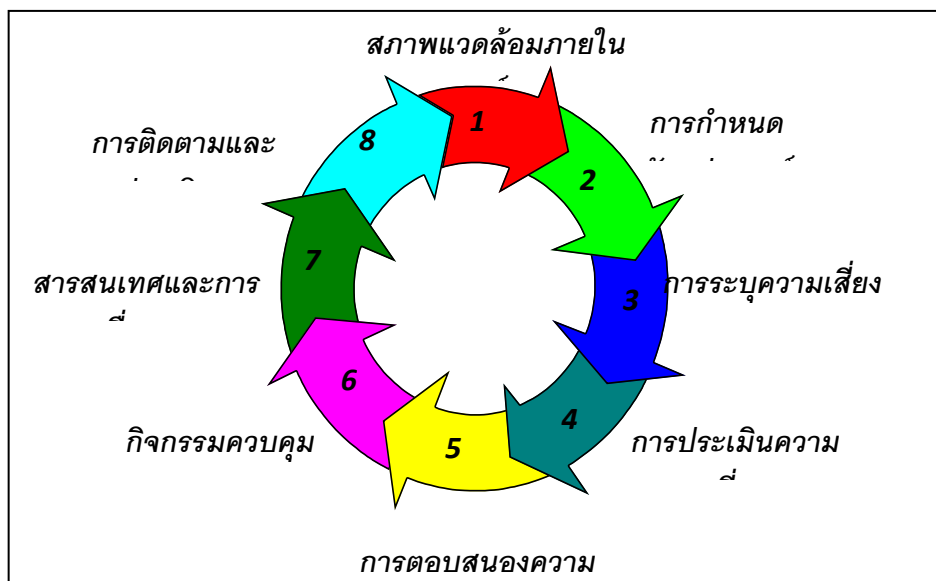 สภาพแวดล้อมภายใน
1
การกำหนด
2
การระบุความเสี่ยง
3
การประเมินความ
4
การตอบสนองความ
5
กิจกรรมควบคุม
6
สารสนเทศและการ
7
การติดตามและ
8